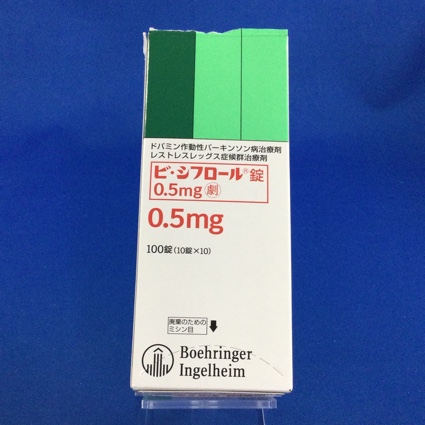 ドパミン作動性パーキンソン病治療剤
レストレスレッグス症候群治療剤
ビ・シフロール®錠
0.5mg 劇
0.5mg
100錠(10錠×10)
廃棄のための
ミシン目
Boehringer
Ingelheim